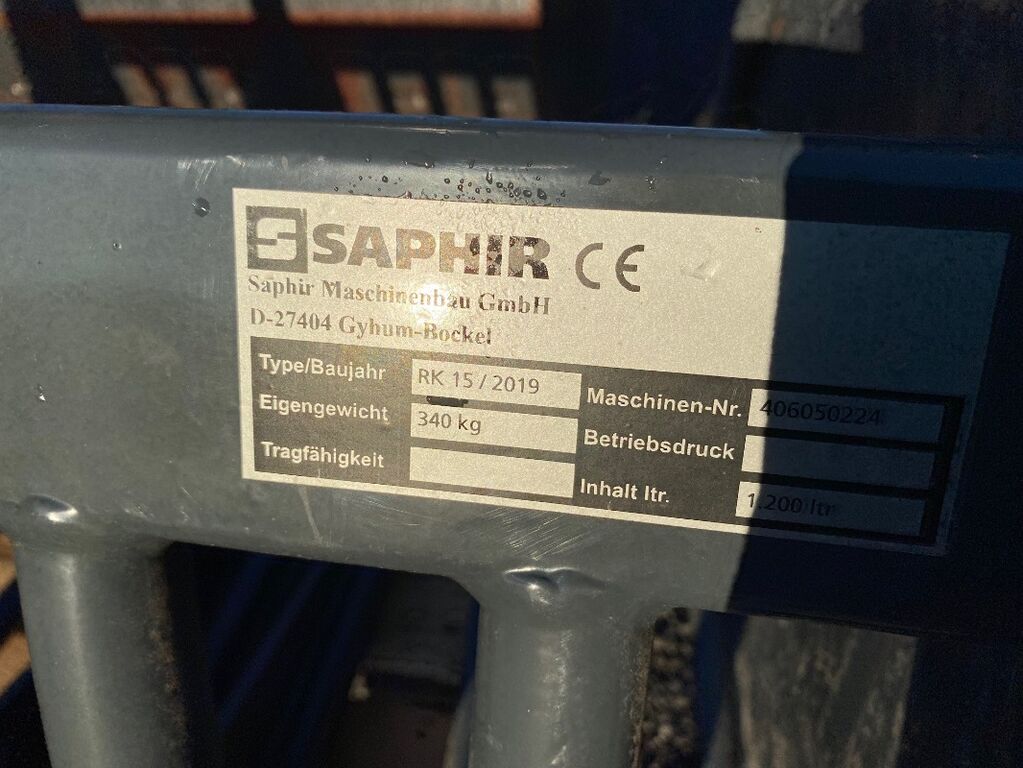 SAPHIR CE
Saphir Maschinenbau GmbH
D-27404 Gyhum-Bockel
Type/Baujahr RK 15 / 2019 Maschinen-Nr. 406050224
Eigengewicht 340 kg Betriebsdruck
Tragfähigkeit Inhalt ltr. 1.200 ltr